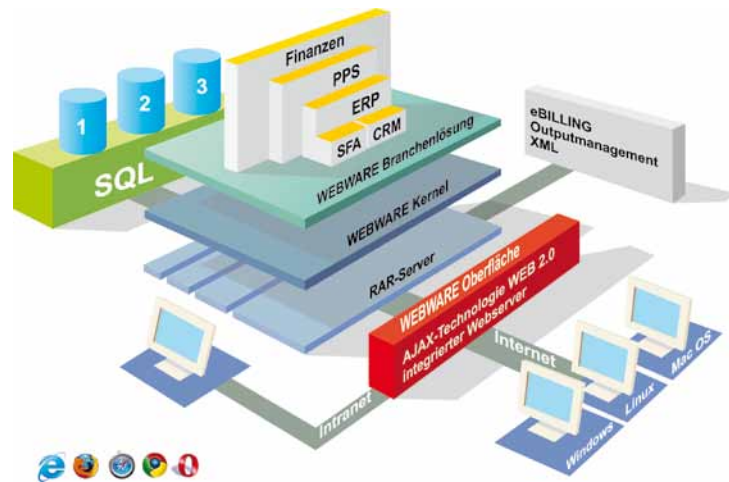 Finanzen
PPS
ERP
SFA
CRM
1
2
3
SQL
WEBWARE Branchenlösung
WEBWARE Kernel
RAR-Server
eBILLING
Outputmanagement
XML
WEBWARE Oberfläche
AJAX-Technologie WEB 2.0
integrierter Webserver
Intranet
Internet
Windows
Linux
Mac OS